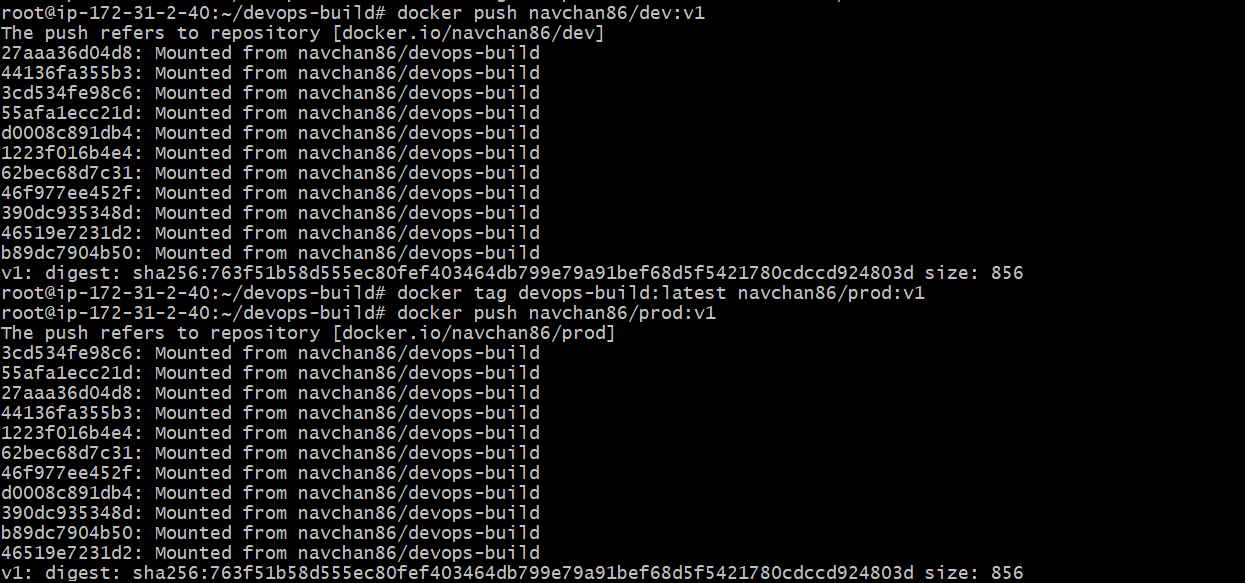 root@ip-172-31-2-40:~/devops-build# docker push navchan86/dev:v1
The push refers to repository [docker.io/navchan86/dev]
27aaa36d04d8: Mounted from navchan86/devops-build
44136fa355b3: Mounted from navchan86/devops-build
3cd534fe98c6: Mounted from navchan86/devops-build
55afa1ecc21d: Mounted from navchan86/devops-build
d0008c891db4: Mounted from navchan86/devops-build
1223f016b4e4: Mounted from navchan86/devops-build
62bec68d7c31: Mounted from navchan86/devops-build
46f977ee452f: Mounted from navchan86/devops-build
390dc935348d: Mounted from navchan86/devops-build
46519e7231d2: Mounted from navchan86/devops-build
b89dc7904b50: Mounted from navchan86/devops-build
v1: digest: sha256:763f51b58d555ec80fef403464db799e79a91bef68d5f5421780cdccd924803d size: 856
root@ip-172-31-2-40:~/devops-build# docker tag devops-build:latest navchan86/prod:v1
root@ip-172-31-2-40:~/devops-build# docker push navchan86/prod:v1
The push refers to repository [docker.io/navchan86/prod]
3cd534fe98c6: Mounted from navchan86/devops-build
55afa1ecc21d: Mounted from navchan86/devops-build
27aaa36d04d8: Mounted from navchan86/devops-build
44136fa355b3: Mounted from navchan86/devops-build
1223f016b4e4: Mounted from navchan86/devops-build
62bec68d7c31: Mounted from navchan86/devops-build
46f977ee452f: Mounted from navchan86/devops-build
d0008c891db4: Mounted from navchan86/devops-build
390dc935348d: Mounted from navchan86/devops-build
b89dc7904b50: Mounted from navchan86/devops-build
46519e7231d2: Mounted from navchan86/devops-build
v1: digest: sha256:763f51b58d555ec80fef403464db799e79a91bef68d5f5421780cdccd924803d size: 856